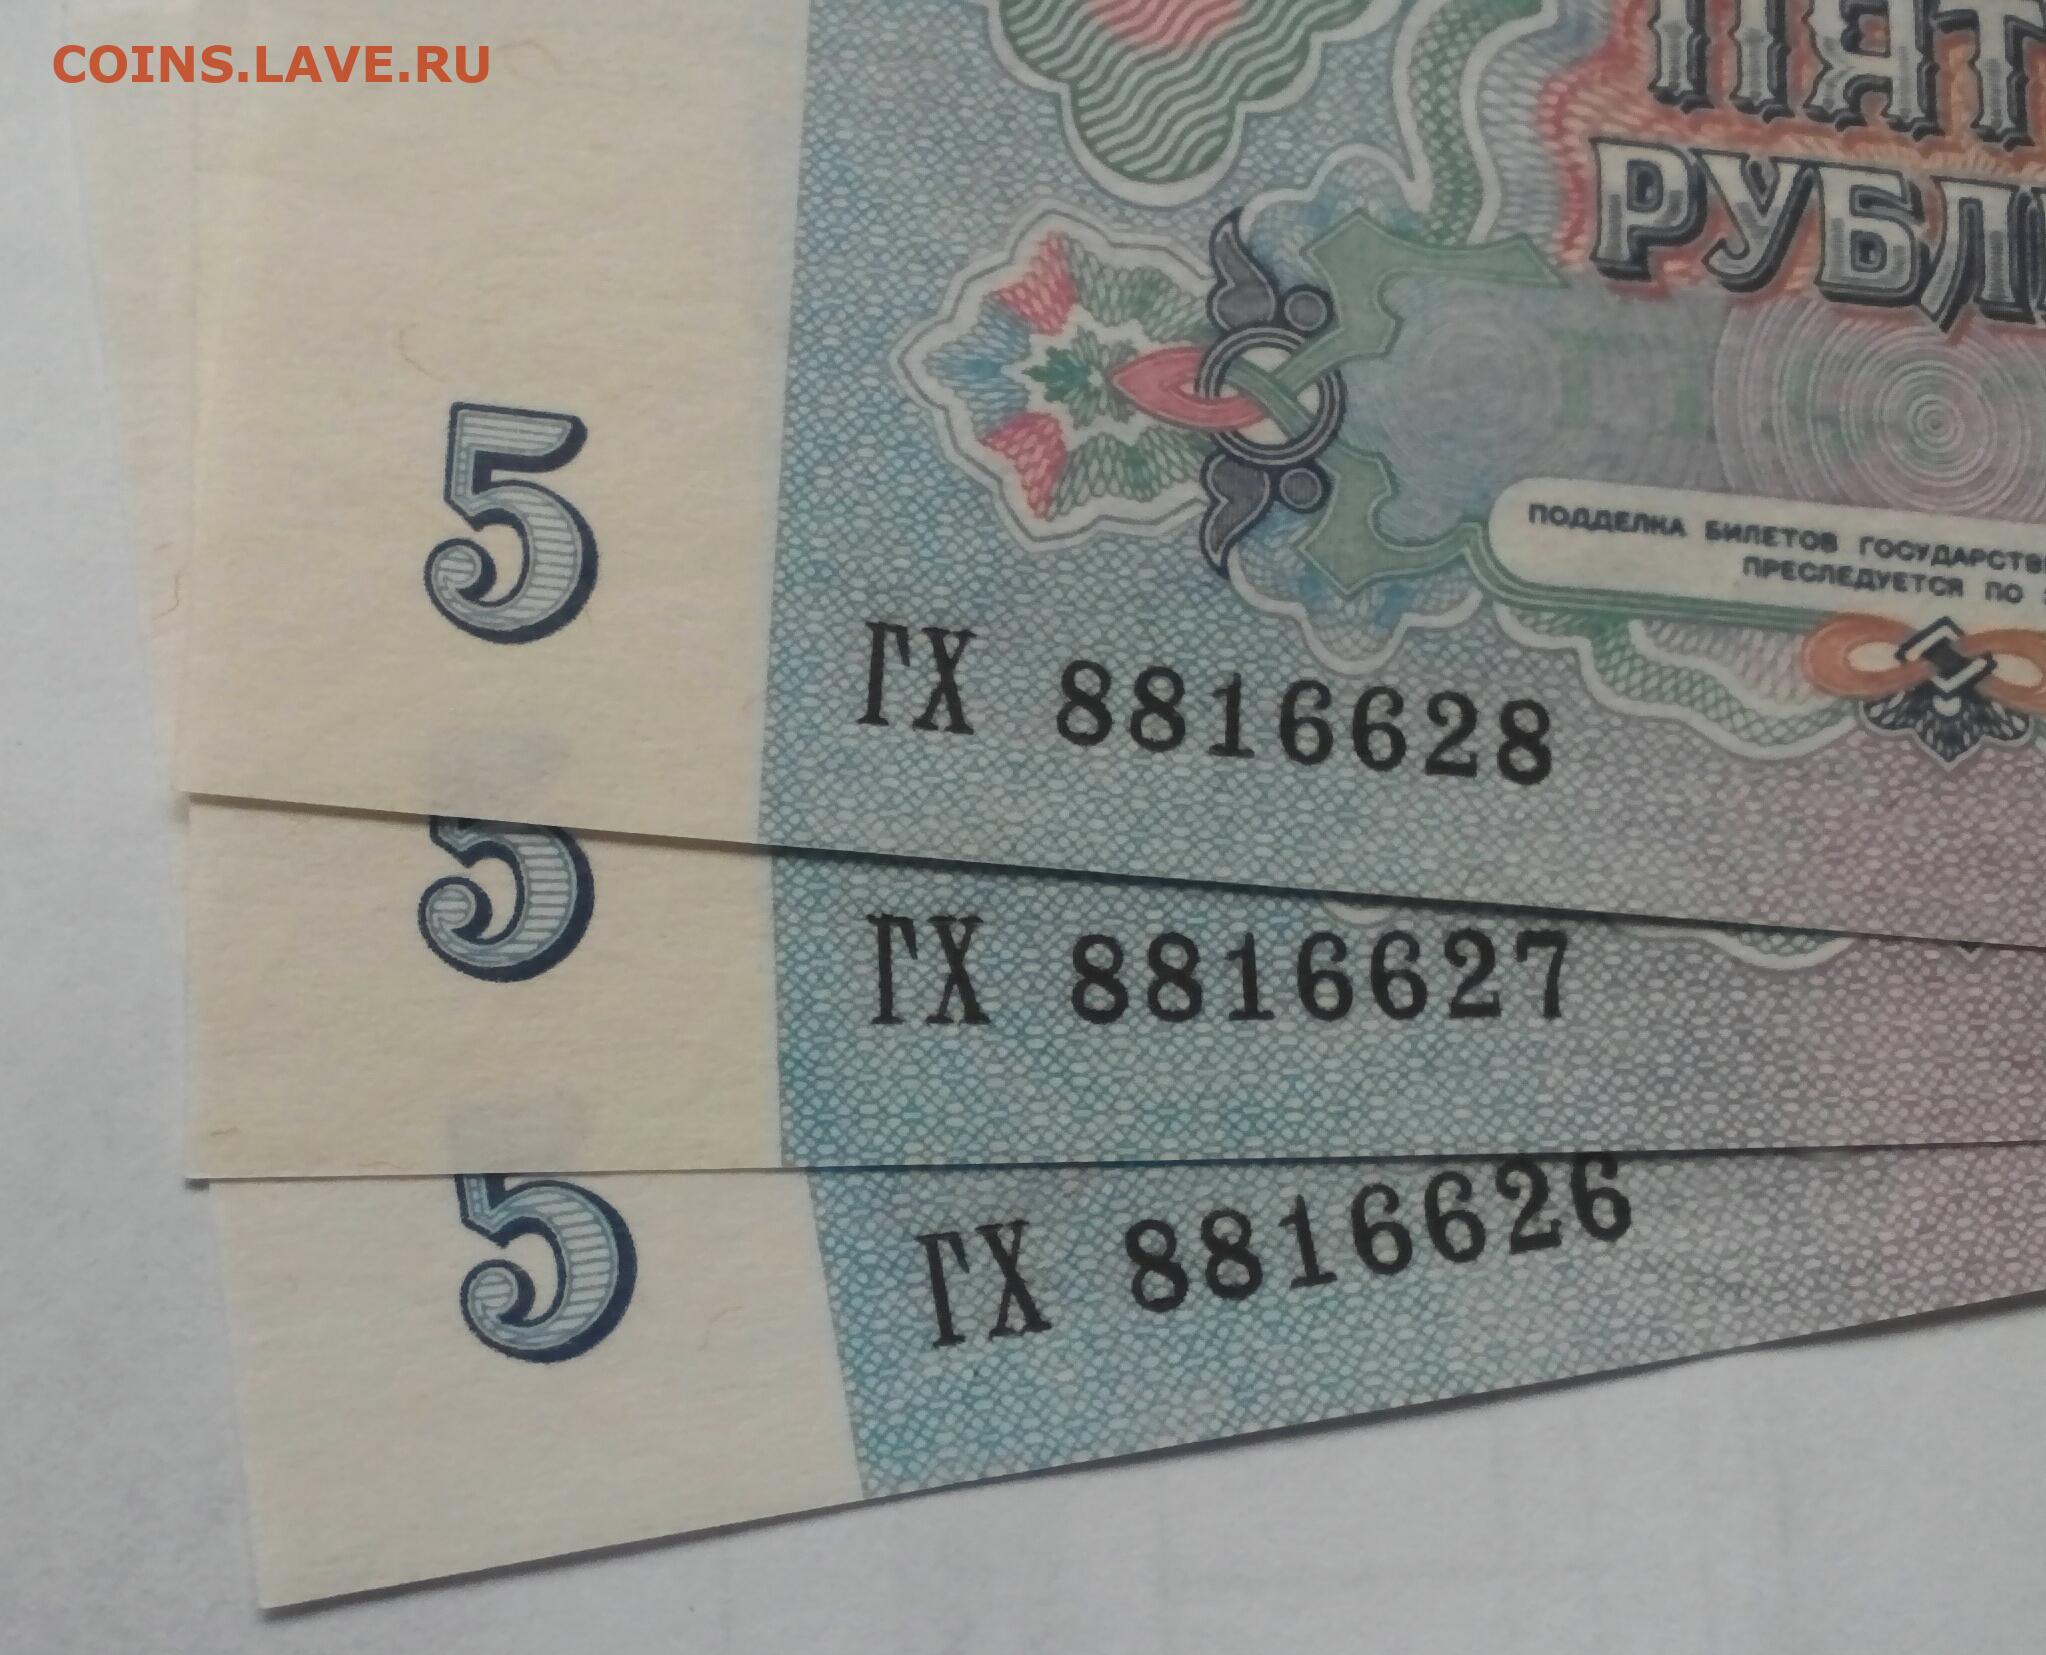 COINS.LAVE.RU
ПЯТ
РУБЛ
ПОДДЕЛКА БИЛЕТОВ ГОСУДАРСТВ
ПРЕСЛЕДУЕТСЯ ПО
5
ГХ 8816628
5
ГХ 8816627
5
ГХ 8816626